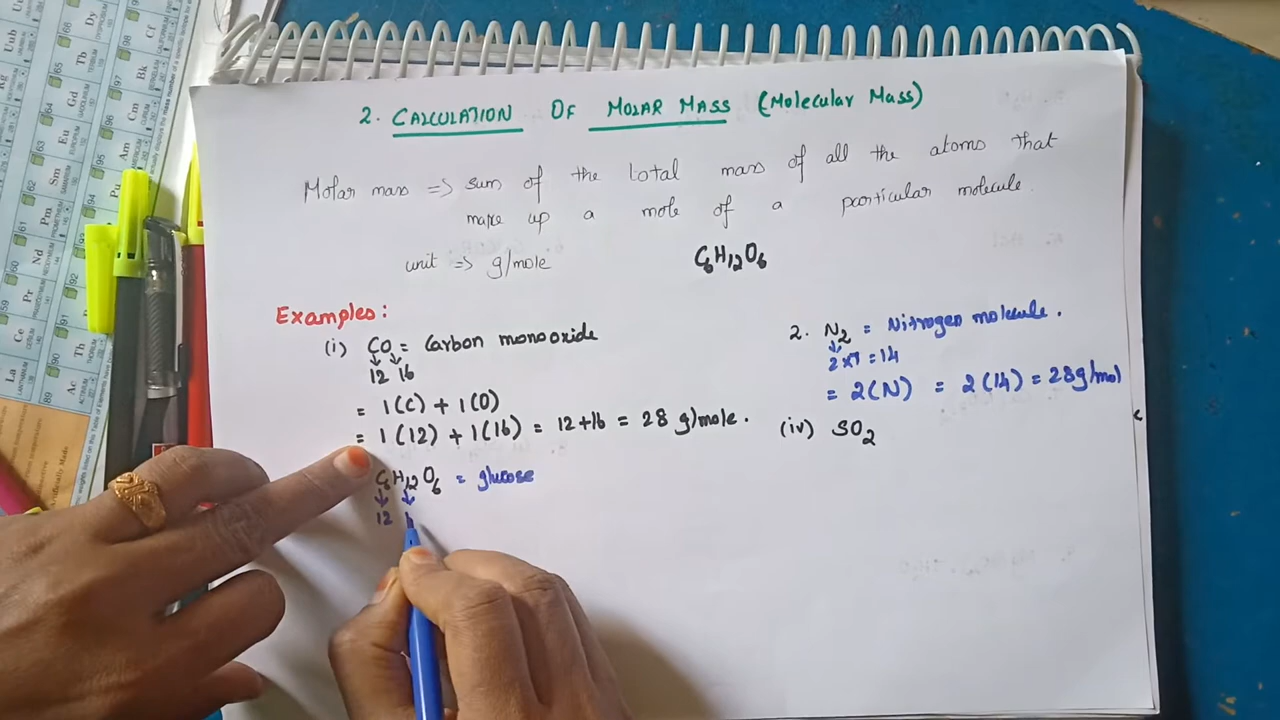 2. CALCULATION OF MOLAR MASS (Molecular Mass)
Molar mass => sum of the total mass of all the atoms that
make up a mole of a particular molecule.
unit => g/mole
C6H12O6
Examples:
(i) CO = Carbon monooxide
12 16
= 1(C) + 1(O)
= 1(12) + 1(16) = 12+16 = 28 g/mole.
C6H12O6 = glucose
12 1
2. N2 = Nitrogen molecule.
2×7 = 14
= 2(N) = 2(14) = 28g/mol
(iv) SO2